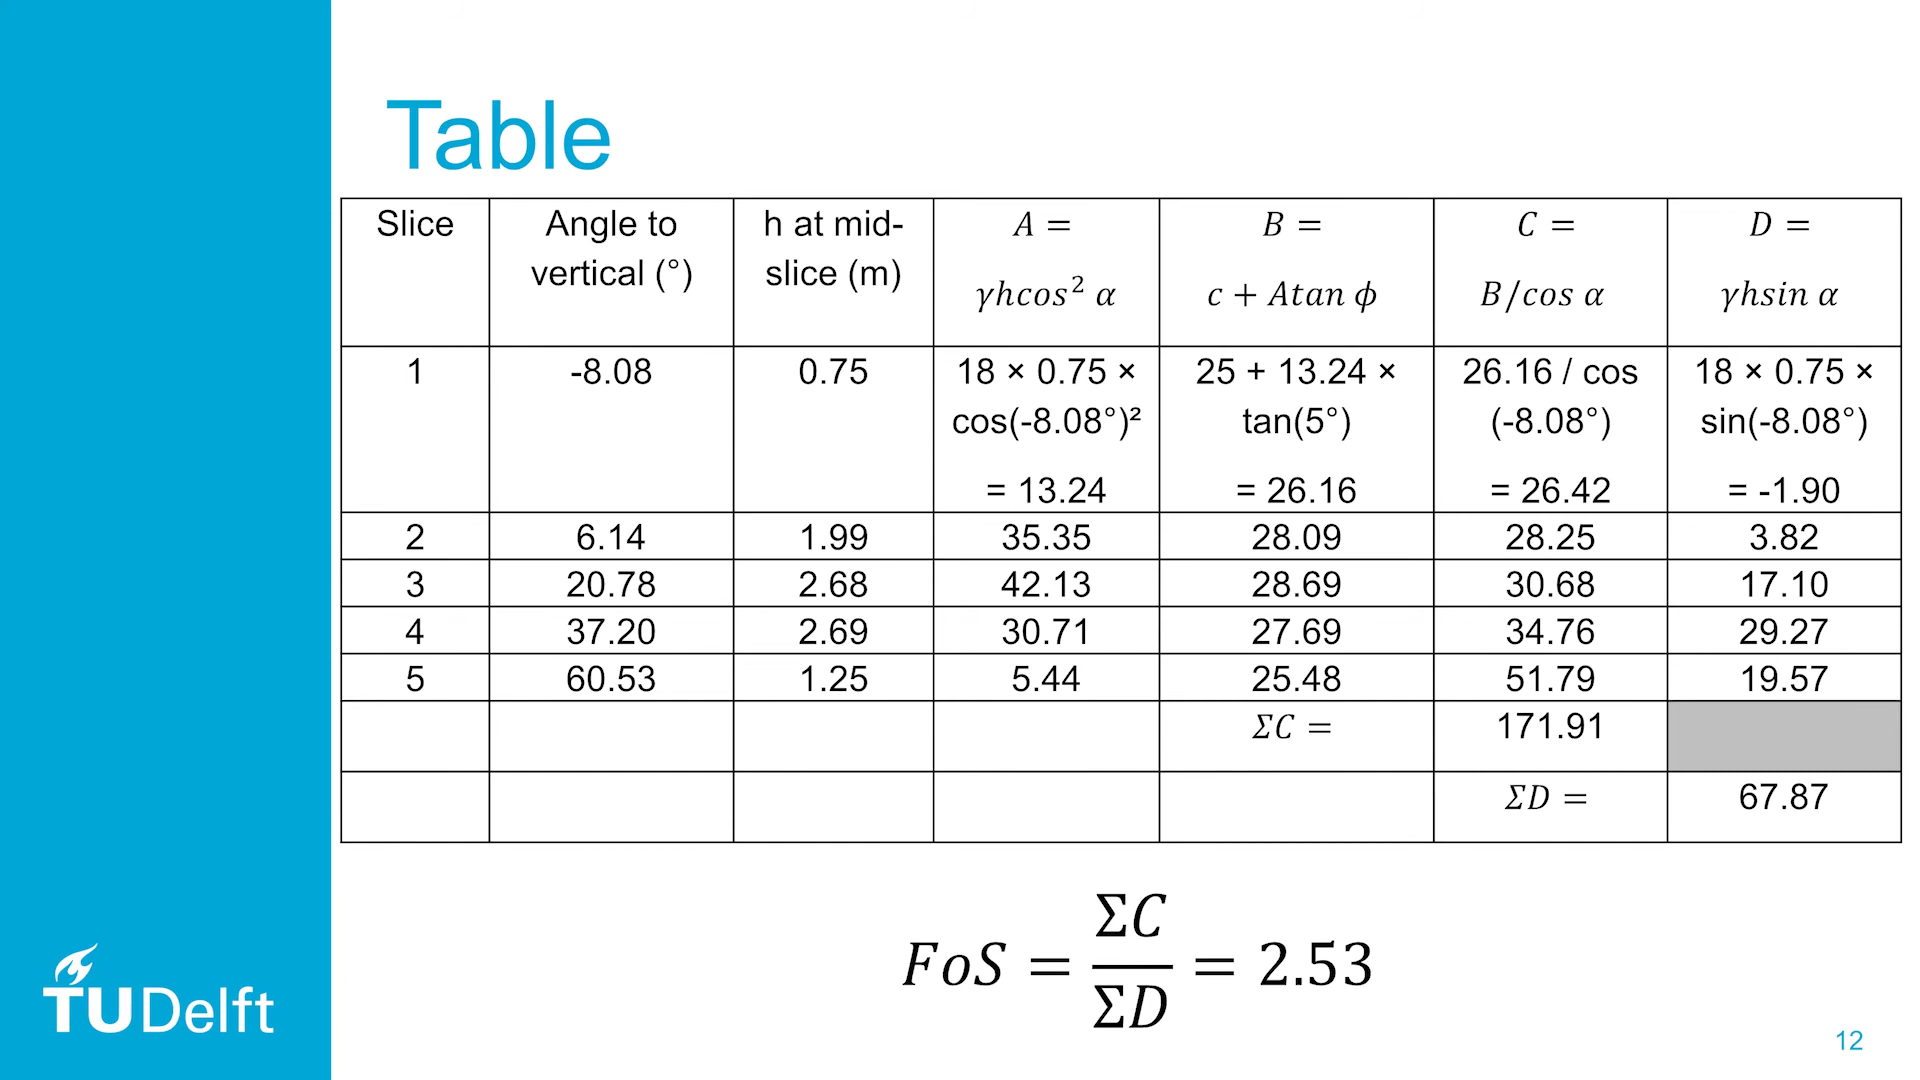 Table
Slice
Angle to
vertical (°)
h at mid-
slice (m)
A =
γhcos² α
B =
c + Atan ϕ
C =
B/cos α
D =
γhsin α
1
-8.08
0.75
18 × 0.75 ×
cos(-8.08°)²
= 13.24
25 + 13.24 ×
tan(5°)
= 26.16
26.16 / cos
(-8.08°)
= 26.42
18 × 0.75 ×
sin(-8.08°)
= -1.90
2 6.14 1.99 35.35 28.09 28.25 3.82
3 20.78 2.68 42.13 28.69 30.68 17.10
4 37.20 2.69 30.71 27.69 34.76 29.27
5 60.53 1.25 5.44 25.48 51.79 19.57
ΣC = 171.91
ΣD = 67.87
FoS = ΣC/ΣD = 2.53
TUDelft
12